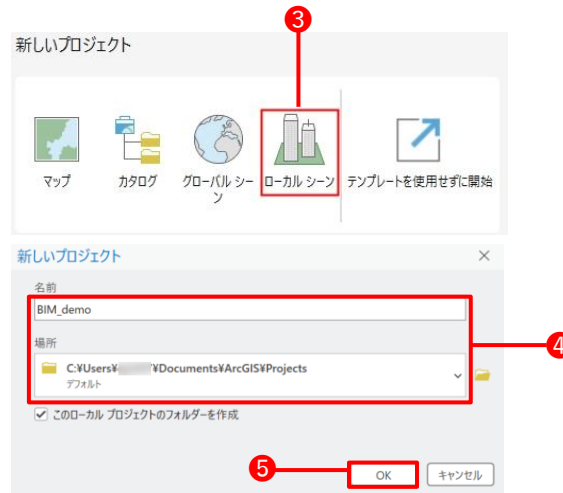 3
新しいプロジェクト
マップ
カタログ
グローバル シー
ン
ローカル シーン
テンプレートを使用せずに開始
新しいプロジェクト
名前
BIM_demo
4
場所
C:¥Users¥ ¥Documents¥ArcGIS¥Projects
デフォルト
このローカル プロジェクトのフォルダーを作成
5
OK
キャンセル